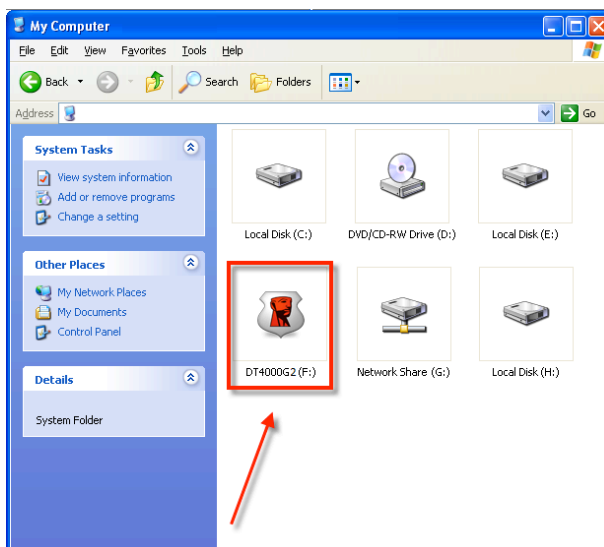 My Computer
File Edit View Favorites Tools Help
Back Search Folders
Address Go
System Tasks
View system information
Add or remove programs
Change a setting
Other Places
My Network Places
My Documents
Control Panel
Details
System Folder
Local Disk (C:) DVD/CD-RW Drive (D:) Local Disk (E:)
DT4000G2 (F:) Network Share (G:) Local Disk (H:)